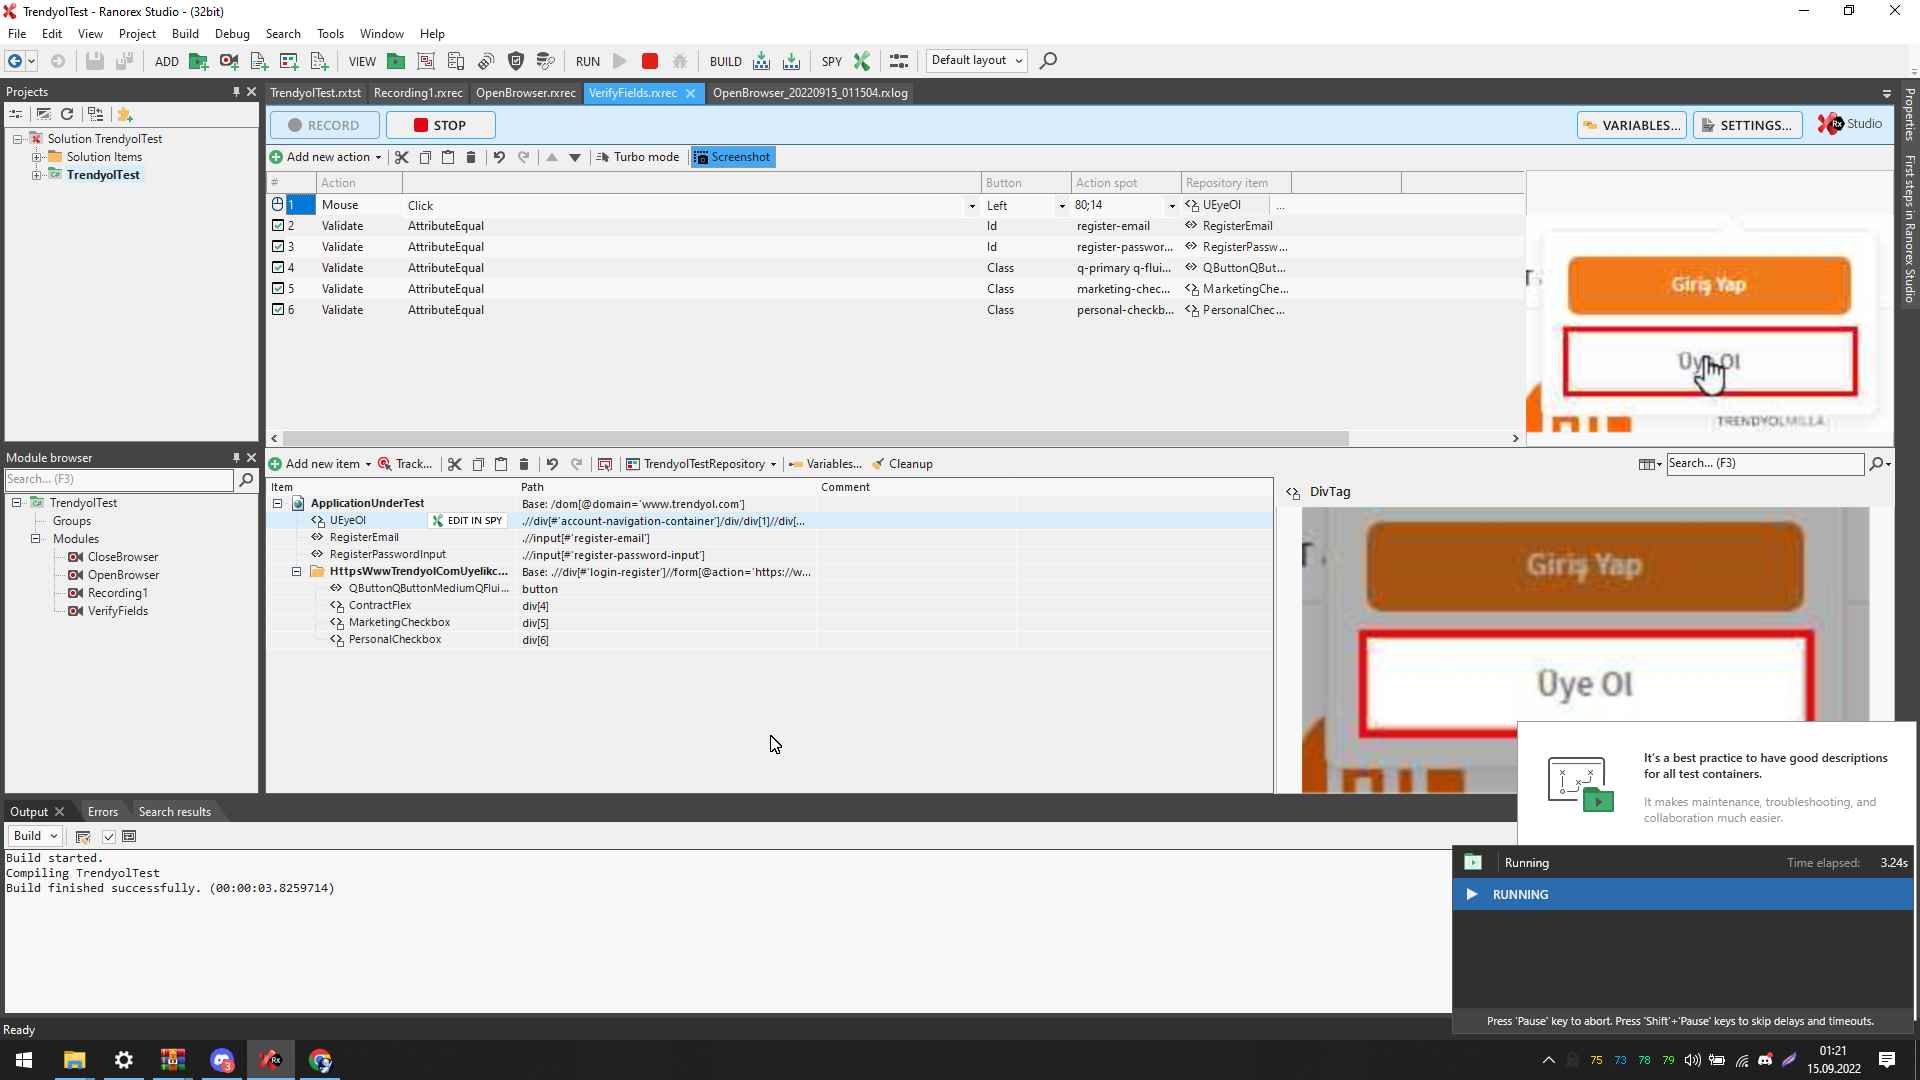 TrendyolTest - Ranorex Studio - (32bit)
File Edit View Project Build Debug Search Tools Window Help
ADD VIEW RUN BUILD SPY Default layout
Projects
Solution TrendyolTest
Solution Items
TrendyolTest
TrendyolTest.rxtst Recording1.rxrec OpenBrowser.rxrec VerifyFields.rxrec OpenBrowser_20220915_011504.rxlog
RECORD STOP VARIABLES... SETTINGS... Rx Studio
Add new action Turbo mode Screenshot
# Action Button Action spot Repository item
1 Mouse Click Left 80;14 UEyeOl ...
2 Validate AttributeEqual Id register-email RegisterEmail
3 Validate AttributeEqual Id register-passwor... RegisterPassw...
4 Validate AttributeEqual Class q-primary q-flui... QButtonQBut...
5 Validate AttributeEqual Class marketing-chec... MarketingChe...
6 Validate AttributeEqual Class personal-checkb... PersonalChec...
Giriş Yap
Üye Ol
TRENDYOLMİLLA
Properties
First steps in Ranorex Studio
Module browser
Search... (F3)
TrendyolTest
Groups
Modules
CloseBrowser
OpenBrowser
Recording1
VerifyFields
Add new item Track... TrendyolTestRepository Variables... Cleanup Search... (F3)
Item Path Comment
ApplicationUnderTest Base: /dom[@domain='www.trendyol.com']
UEyeOl EDIT IN SPY .//div[#'account-navigation-container']/div/div[1]//div[...
RegisterEmail .//input[#'register-email']
RegisterPasswordInput .//input[#'register-password-input']
HttpsWwwTrendyolComUyelikc... Base: .//div[#'login-register']//form[@action='https://w...
QButtonQButtonMediumQFlui... button
ContractFlex div[4]
MarketingCheckbox div[5]
PersonalCheckbox div[6]
DivTag
Giriş Yap
Üye Ol
It's a best practice to have good descriptions
for all test containers.
It makes maintenance, troubleshooting, and
collaboration much easier.
Output Errors Search results
Build
Build started.
Compiling TrendyolTest
Build finished successfully. (00:00:03.8259714)
Running Time elapsed: 3.24s
RUNNING
Press 'Pause' key to abort. Press 'Shift'+'Pause' keys to skip delays and timeouts.
Ready
3 Rx 75 73 78 79 01:21
15.09.2022